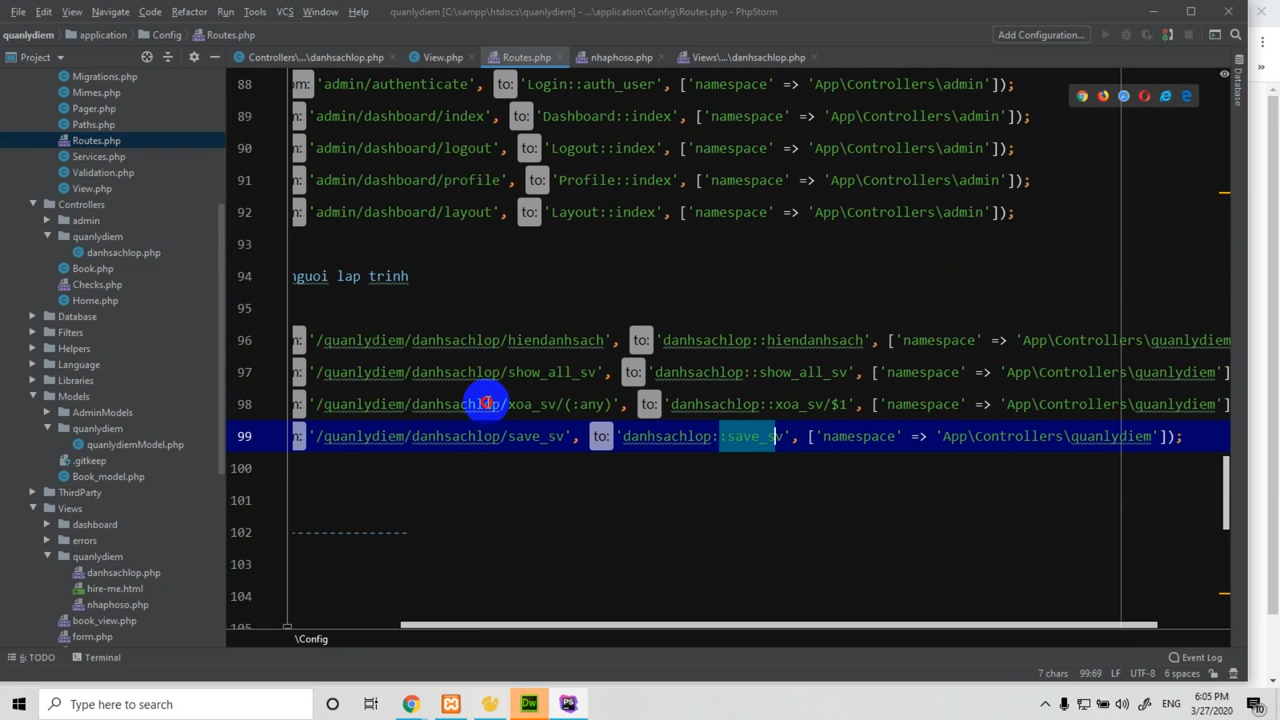 File Edit View Navigate Code Refactor Run Tools VCS Window Help quanlydiem [C:\xampp\htdocs\quanlydiem] - ...\application\Config\Routes.php - PhpStorm
quanlydiem application Config Routes.php Add Configuration...
Project Controllers\...\danhsachlop.php View.php Routes.php nhaphoso.php Views\...\danhsachlop.php
Migrations.php
Mimes.php
Pager.php
Paths.php
Routes.php
Services.php
Validation.php
View.php
Controllers
admin
quanlydiem
danhsachlop.php
Book.php
Checks.php
Home.php
Database
Filters
Helpers
Language
Libraries
Models
AdminModels
quanlydiem
quanlydiemModel.php
.gitkeep
Book_model.php
ThirdParty
Views
dashboard
errors
quanlydiem
danhsachlop.php
hire-me.html
nhaphoso.php
book_view.php
form.php
88 om: 'admin/authenticate', to: 'Login::auth_user', ['namespace' => 'App\Controllers\admin']);
89 m: 'admin/dashboard/index', to: 'Dashboard::index', ['namespace' => 'App\Controllers\admin']);
90 m: 'admin/dashboard/logout', to: 'Logout::index', ['namespace' => 'App\Controllers\admin']);
91 m: 'admin/dashboard/profile', to: 'Profile::index', ['namespace' => 'App\Controllers\admin']);
92 m: 'admin/dashboard/layout', to: 'Layout::index', ['namespace' => 'App\Controllers\admin']);
93
94 nguoi lap trinh
95
96 m: '/quanlydiem/danhsachlop/hiendanhsach', to: 'danhsachlop::hiendanhsach', ['namespace' => 'App\Controllers\quanlydiem
97 m: '/quanlydiem/danhsachlop/show_all_sv', to: 'danhsachlop::show_all_sv', ['namespace' => 'App\Controllers\quanlydiem']
98 m: '/quanlydiem/danhsachlop/xoa_sv/(:any)', to: 'danhsachlop::xoa_sv/$1', ['namespace' => 'App\Controllers\quanlydiem']
99 m: '/quanlydiem/danhsachlop/save_sv', to: 'danhsachlop::save_sv', ['namespace' => 'App\Controllers\quanlydiem']);
100
101
102 --------------
103
104
105
\Config
Database
6: TODO Terminal Event Log
7 chars 99:69 LF UTF-8 6 spaces
Type here to search
ENG
6:05 PM
3/27/2020
10